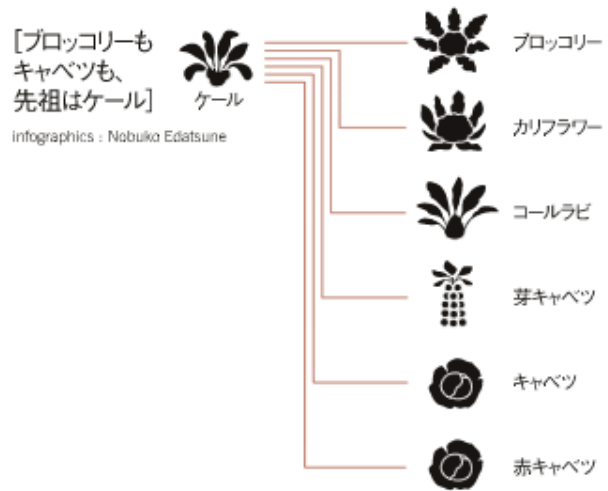 [ブロッコリーも
キャベツも、
先祖はケール]
infographics : Nobuko Edatsune
ケール
ブロッコリー
カリフラワー
コールラビ
芽キャベツ
キャベツ
赤キャベツ